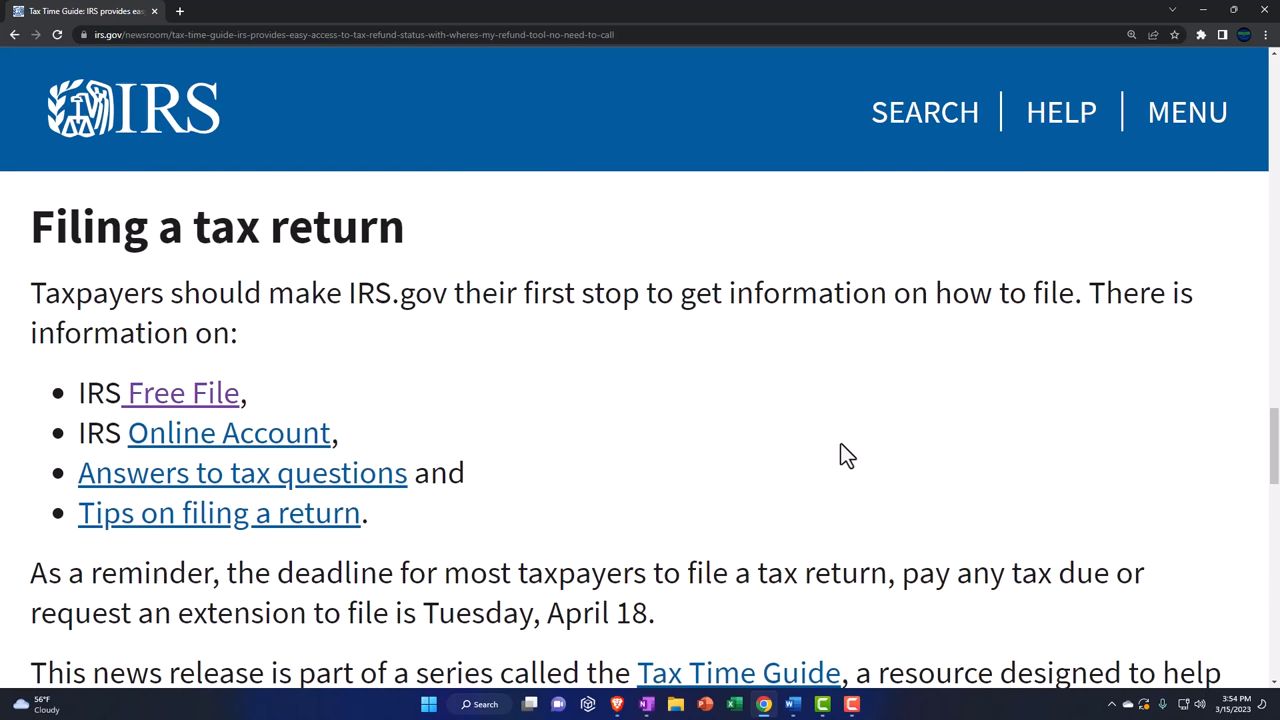 Tax Time Guide: IRS provides eas
irs.gov/newsroom/tax-time-guide-irs-provides-easy-access-to-tax-refund-status-with-wheres-my-refund-tool-no-need-to-call
IRS
SEARCH HELP MENU
Filing a tax return
Taxpayers should make IRS.gov their first stop to get information on how to file. There is
information on:
• IRS Free File,
• IRS Online Account,
• Answers to tax questions and
• Tips on filing a return.
As a reminder, the deadline for most taxpayers to file a tax return, pay any tax due or
request an extension to file is Tuesday, April 18.
This news release is part of a series called the Tax Time Guide, a resource designed to help
56°F
Cloudy
Search
3:54 PM
3/15/2023